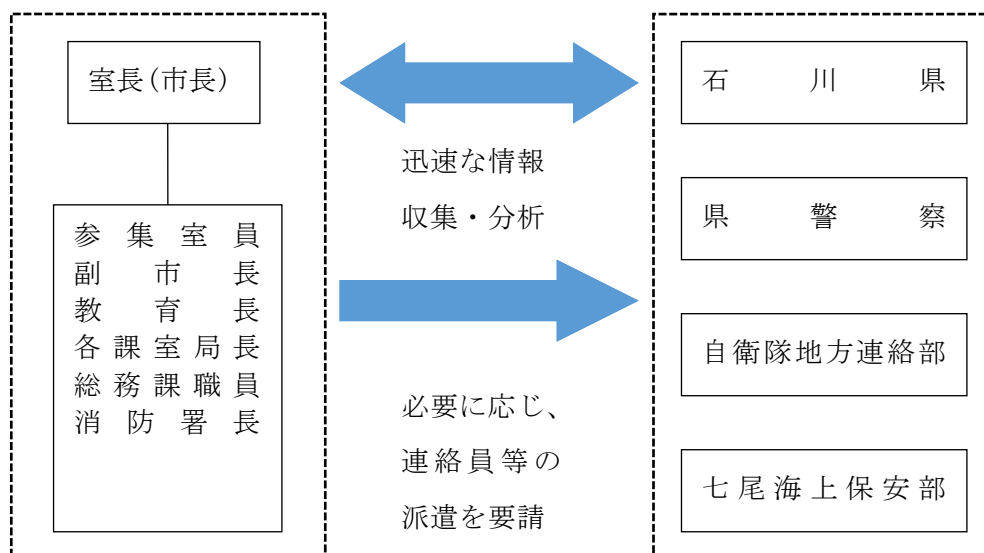 室長(市長)
参集室員
副市長
教育長
各課室局長
総務課職員
消防署長
迅速な情報
収集・分析
必要に応じ、
連絡員等の
派遣を要請
石川県
県警察
自衛隊地方連絡部
七尾海上保安部